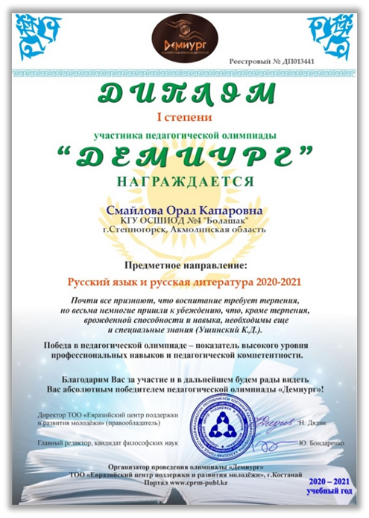 Демиург
Реестровый № ДП013441
ДИПЛОМ
I степени
участника педагогической олимпиады
“ДЕМИУРГ”
НАГРАЖДАЕТСЯ
Смайлова Орал Капаровна
КГУ ОСШИОД №4 "Болашак"
г.Степногорск, Акмолинская область
Предметное направление:
Русский язык и русская литература 2020-2021
Почти все признают, что воспитание требует терпения,
но весьма немногие пришли к убеждению, что, кроме терпения,
врожденной способности и навыка, необходимы еще
и специальные знания (Ушинский К.Д.).
Победа в педагогической олимпиаде – показатель высокого уровня
профессиональных навыков и педагогической компетентности.
Благодарим Вас за участие и в дальнейшем будем рады видеть
Вас абсолютным победителем педагогической олимпиады «Демиург»!
Директор ТОО «Евразийский центр поддержки
и развития молодёжи» (правообладатель)
Главный редактор, кандидат философских наук
Ю. Бондаренко
Организатор проведения олимпиады «Демиург»
ТОО «Евразийский центр поддержки и развития молодёжи», г.Костанай
Портал www.cprm-publ.kz
2020 – 2021
учебный год